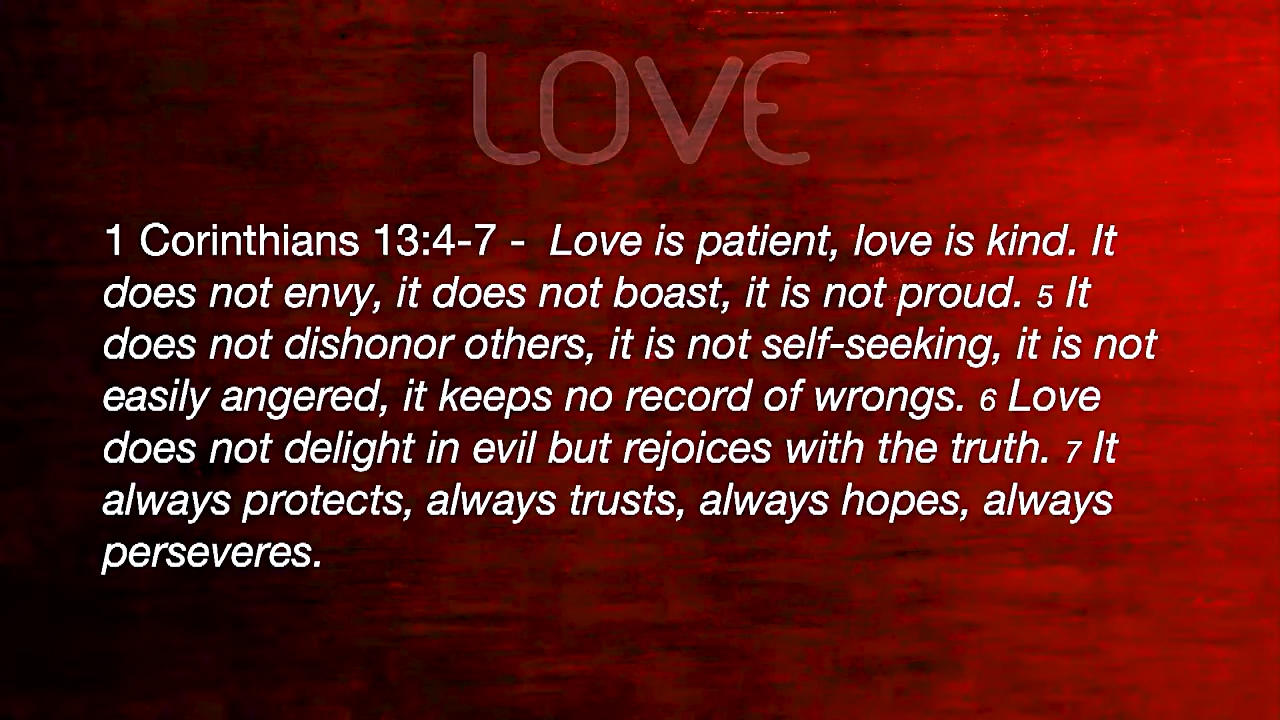 LOVE
1 Corinthians 13:4-7 - Love is patient, love is kind. It
does not envy, it does not boast, it is not proud. 5 It
does not dishonor others, it is not self-seeking, it is not
easily angered, it keeps no record of wrongs. 6 Love
does not delight in evil but rejoices with the truth. 7 It
always protects, always trusts, always hopes, always
perseveres.